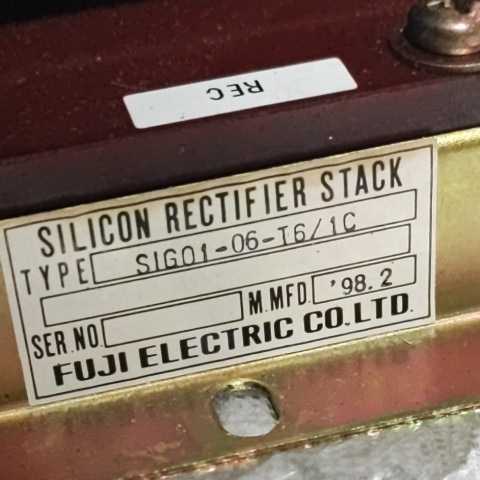 REC
SILICON RECTIFIER STACK
TYPE SIG01-06-T6/1C
SER.NO. M.MFD. '98.2
FUJI ELECTRIC CO.LTD.